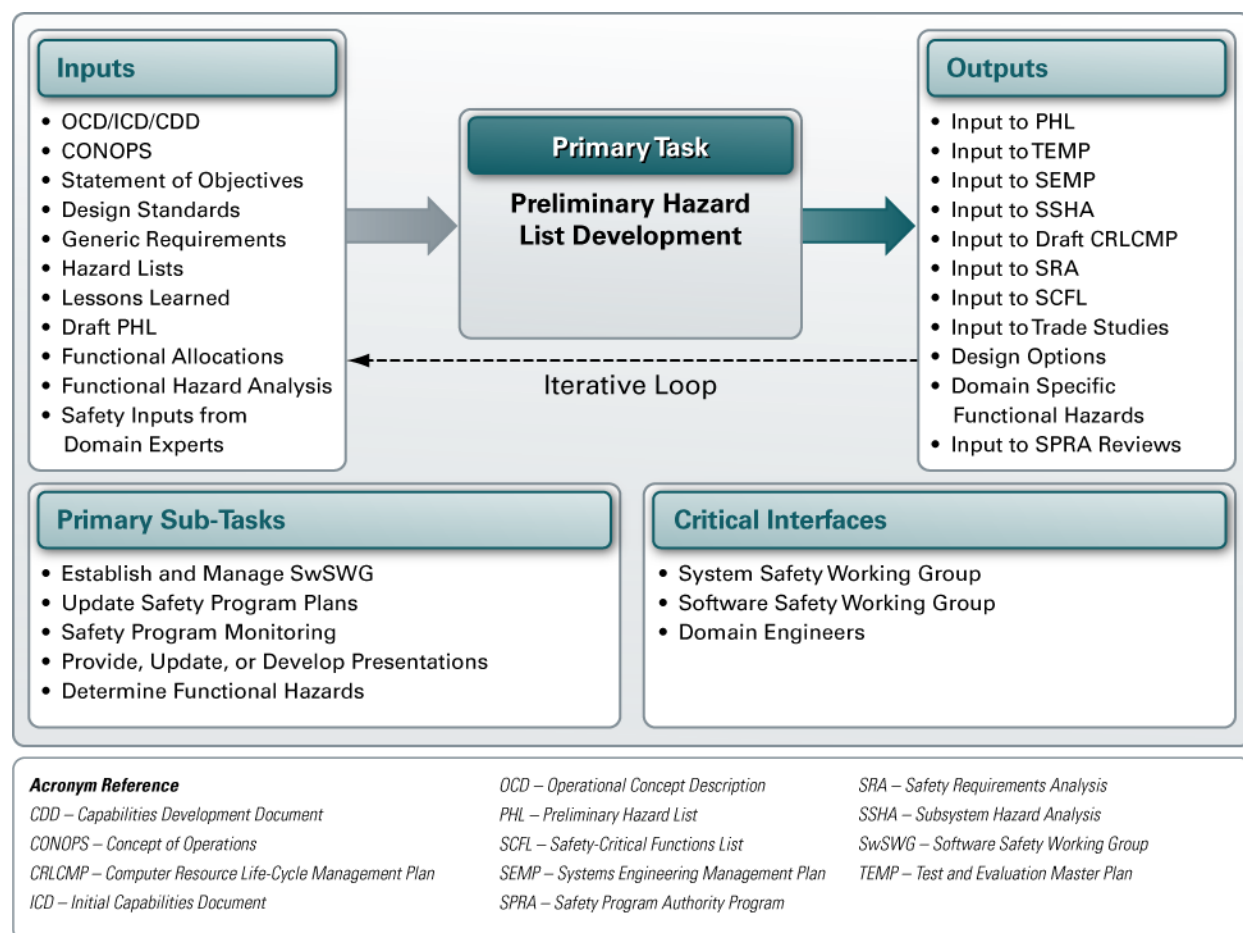 Inputs
• OCD/ICD/CDD
• CONOPS
• Statement of Objectives
• Design Standards
• Generic Requirements
• Hazard Lists
• Lessons Learned
• Draft PHL
• Functional Allocations
• Functional Hazard Analysis
• Safety Inputs from
Domain Experts
Primary Task
Preliminary Hazard
List Development
Iterative Loop
Outputs
• Input to PHL
• Input to TEMP
• Input to SEMP
• Input to SSHA
• Input to Draft CRLCMP
• Input to SRA
• Input to SCFL
• Input to Trade Studies
• Design Options
• Domain Specific
Functional Hazards
• Input to SPRA Reviews
Primary Sub-Tasks
• Establish and Manage SwSWG
• Update Safety Program Plans
• Safety Program Monitoring
• Provide, Update, or Develop Presentations
• Determine Functional Hazards
Critical Interfaces
• System Safety Working Group
• Software Safety Working Group
• Domain Engineers
Acronym Reference
CDD – Capabilities Development Document
CONOPS – Concept of Operations
CRLCMP – Computer Resource Life-Cycle Management Plan
ICD – Initial Capabilities Document
OCD – Operational Concept Description
PHL – Preliminary Hazard List
SCFL – Safety-Critical Functions List
SEMP – Systems Engineering Management Plan
SPRA – Safety Program Authority Program
SRA – Safety Requirements Analysis
SSHA – Subsystem Hazard Analysis
SwSWG – Software Safety Working Group
TEMP – Test and Evaluation Master Plan